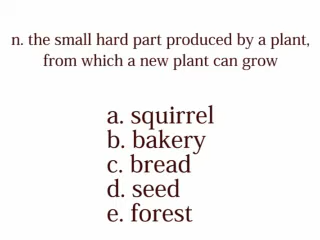 n. the small hard part produced by a plant,
from which a new plant can grow
a. squirrel
b. bakery
c. bread
d. seed
e. forest